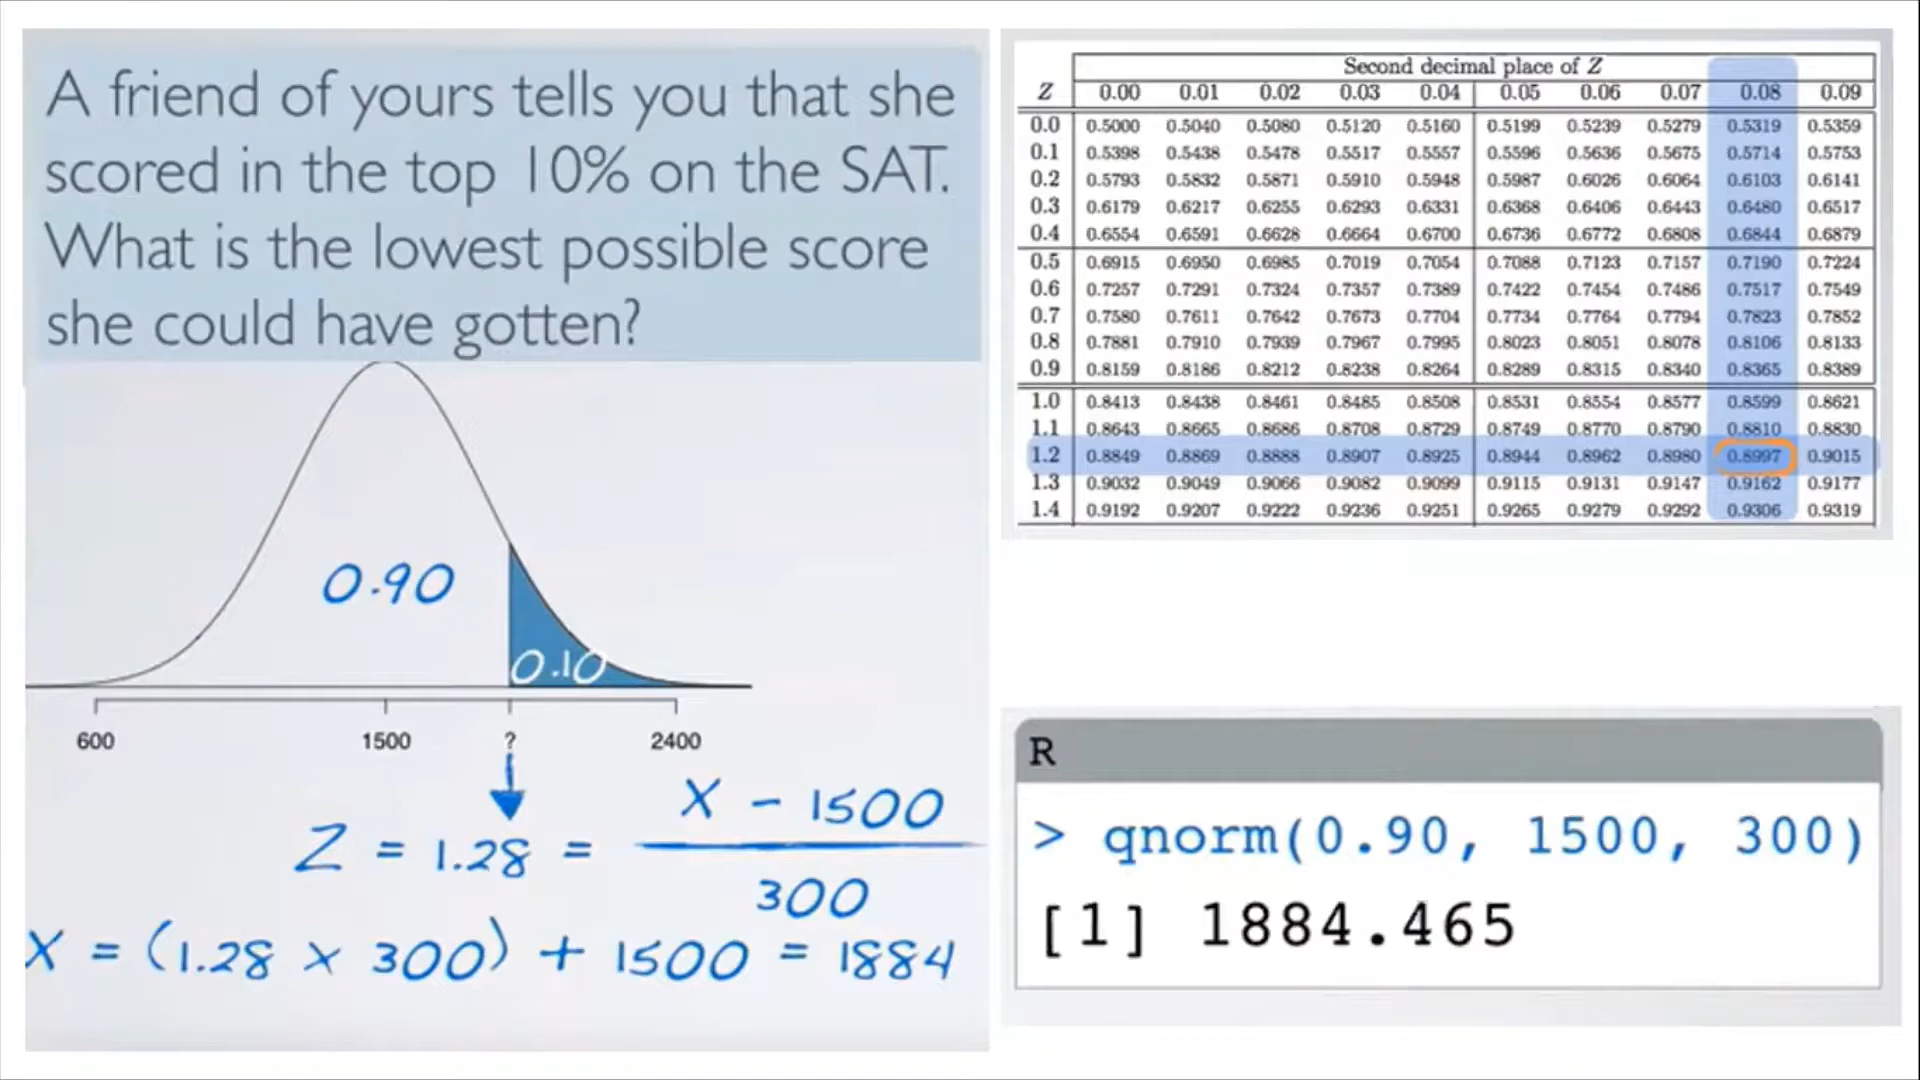 A friend of yours tells you that she
scored in the top 10% on the SAT.
What is the lowest possible score
she could have gotten?
0.90
0.10
600 1500 ? 2400
Z = 1.28 = X - 1500
300
X = (1.28 x 300) + 1500 = 1884
Second decimal place of Z
Z 0.00 0.01 0.02 0.03 0.04 0.05 0.06 0.07 0.08 0.09
0.0 0.5000 0.5040 0.5080 0.5120 0.5160 0.5199 0.5239 0.5279 0.5319 0.5359
0.1 0.5398 0.5438 0.5478 0.5517 0.5557 0.5596 0.5636 0.5675 0.5714 0.5753
0.2 0.5793 0.5832 0.5871 0.5910 0.5948 0.5987 0.6026 0.6064 0.6103 0.6141
0.3 0.6179 0.6217 0.6255 0.6293 0.6331 0.6368 0.6406 0.6443 0.6480 0.6517
0.4 0.6554 0.6591 0.6628 0.6664 0.6700 0.6736 0.6772 0.6808 0.6844 0.6879
0.5 0.6915 0.6950 0.6985 0.7019 0.7054 0.7088 0.7123 0.7157 0.7190 0.7224
0.6 0.7257 0.7291 0.7324 0.7357 0.7389 0.7422 0.7454 0.7486 0.7517 0.7549
0.7 0.7580 0.7611 0.7642 0.7673 0.7704 0.7734 0.7764 0.7794 0.7823 0.7852
0.8 0.7881 0.7910 0.7939 0.7967 0.7995 0.8023 0.8051 0.8078 0.8106 0.8133
0.9 0.8159 0.8186 0.8212 0.8238 0.8264 0.8289 0.8315 0.8340 0.8365 0.8389
1.0 0.8413 0.8438 0.8461 0.8485 0.8508 0.8531 0.8554 0.8577 0.8599 0.8621
1.1 0.8643 0.8665 0.8686 0.8708 0.8729 0.8749 0.8770 0.8790 0.8810 0.8830
1.2 0.8849 0.8869 0.8888 0.8907 0.8925 0.8944 0.8962 0.8980 0.8997 0.9015
1.3 0.9032 0.9049 0.9066 0.9082 0.9099 0.9115 0.9131 0.9147 0.9162 0.9177
1.4 0.9192 0.9207 0.9222 0.9236 0.9251 0.9265 0.9279 0.9292 0.9306 0.9319
R
> qnorm(0.90, 1500, 300)
[1] 1884.465